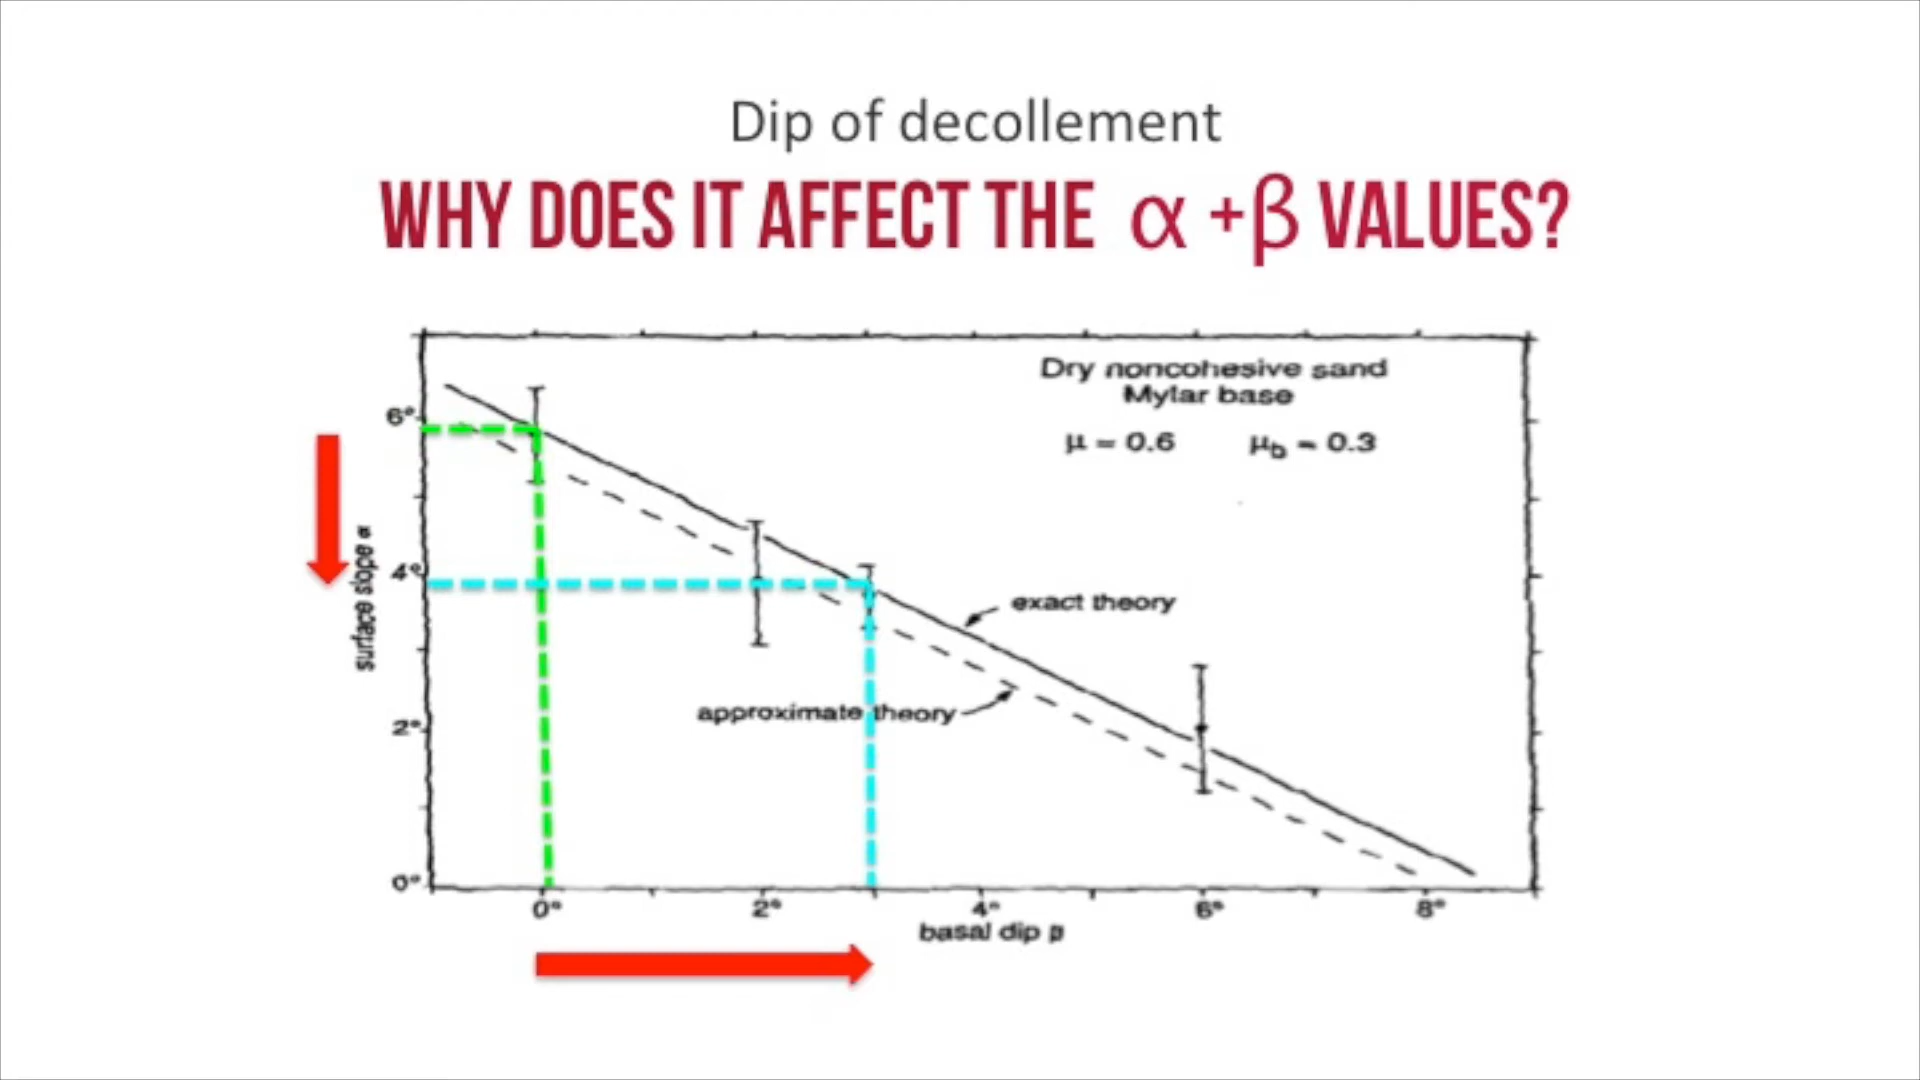 Dip of decollement
WHY DOES IT AFFECT THE α +β VALUES?
Dry noncohesive sand
Mylar base
μ = 0.6 μb = 0.3
6°
4°
2°
0°
surface slope α
exact theory
approximate theory
0° 2° 4° 6° 8°
basal dip β